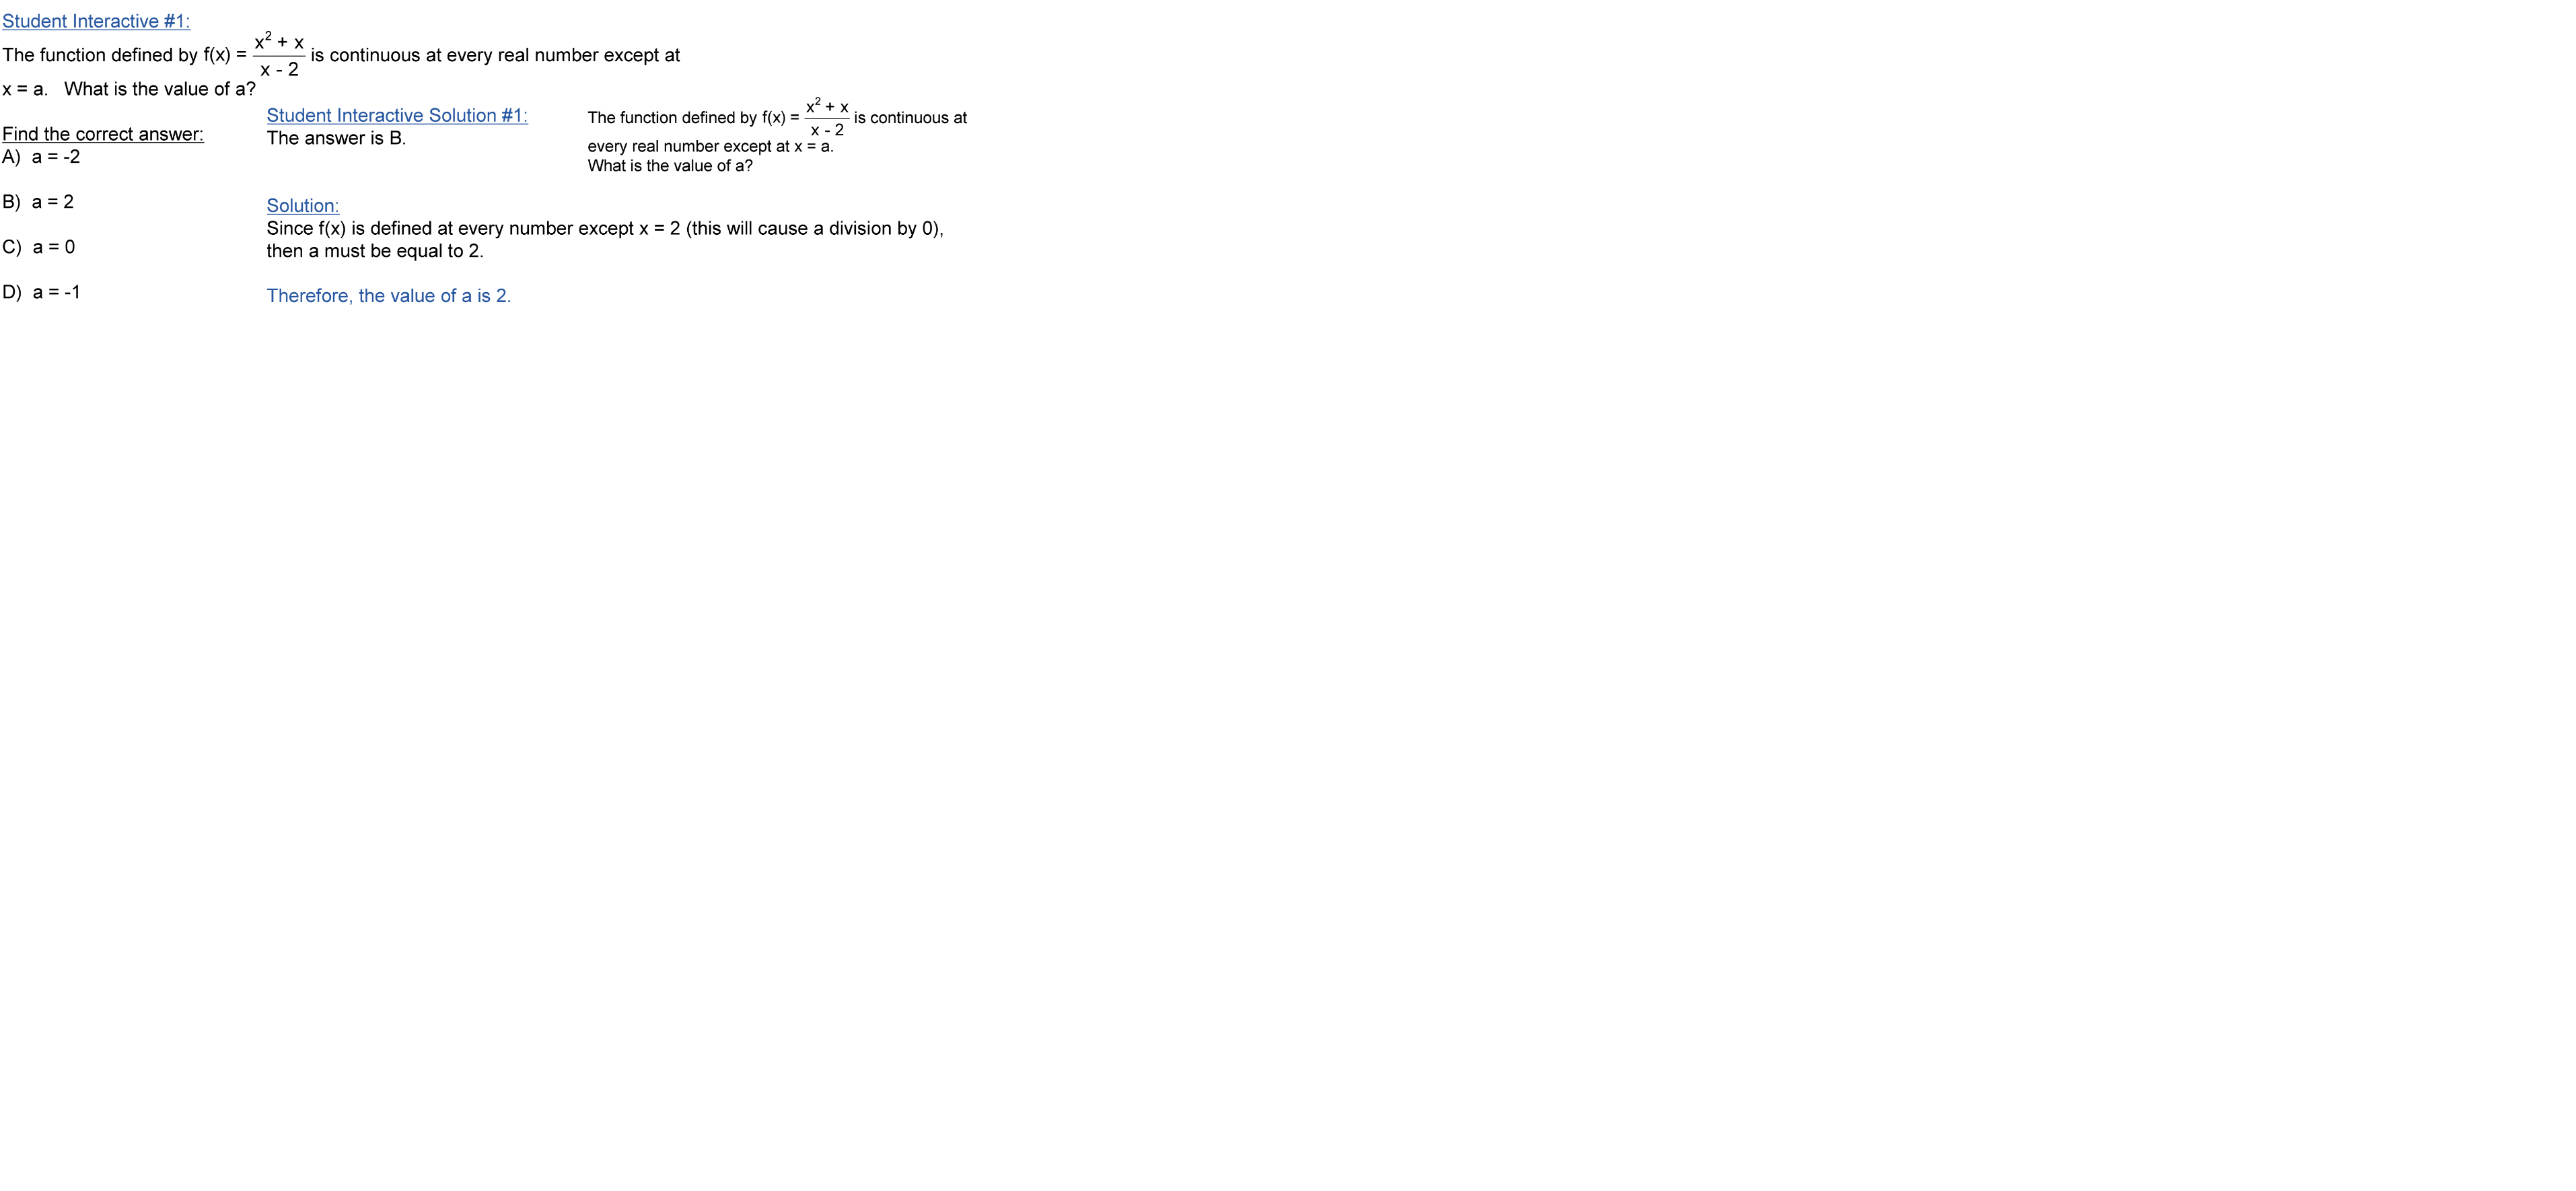 Student Interactive #1:
The function defined by f(x) = x² + x / x - 2 is continuous at every real number except at
x = a.   What is the value of a?
Find the correct answer:
A)  a = -2
B)  a = 2
C)  a = 0
D)  a = -1
Student Interactive Solution #1:
The answer is B.
The function defined by f(x) = x² + x / x - 2 is continuous at
every real number except at x = a.
What is the value of a?
Solution:
Since f(x) is defined at every number except x = 2 (this will cause a division by 0),
then a must be equal to 2.
Therefore, the value of a is 2.